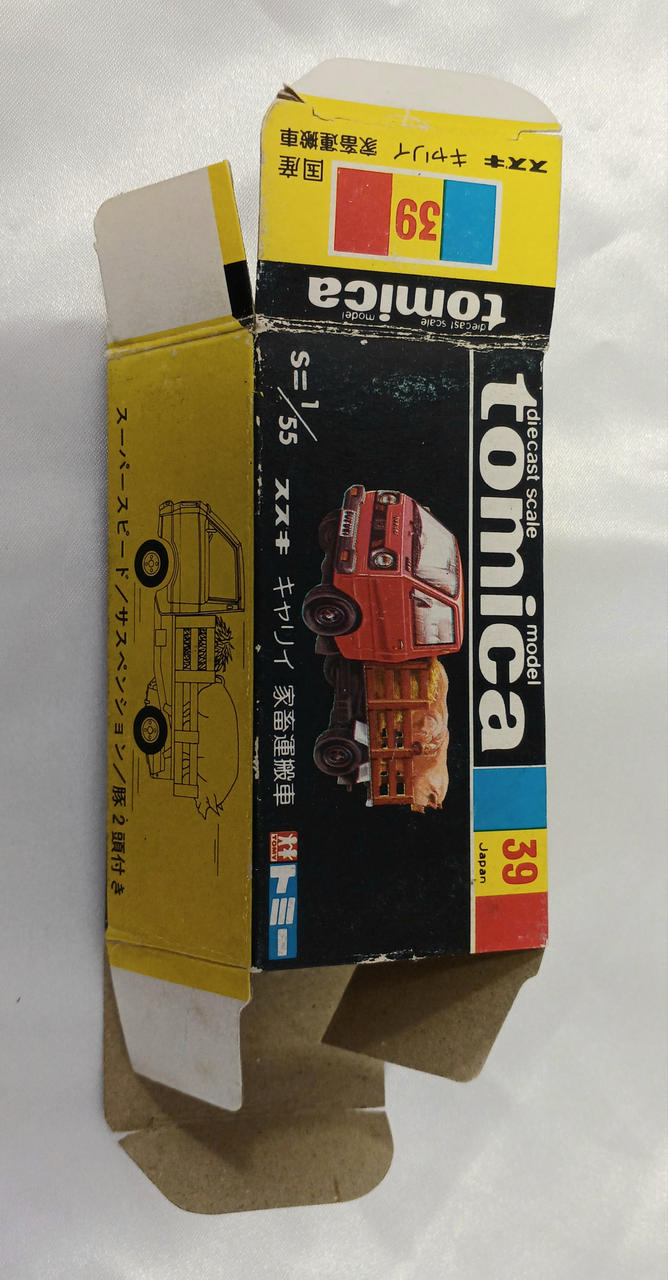 スズキ キャリイ 家畜運搬車
国産
39
diecast scale model
tomica
diecast scale model
tomica
39
Japan
S=1/55
スズキ キャリイ 家畜運搬車
TOMY
トミー
スーパースピード/サスペンション/豚2頭付き